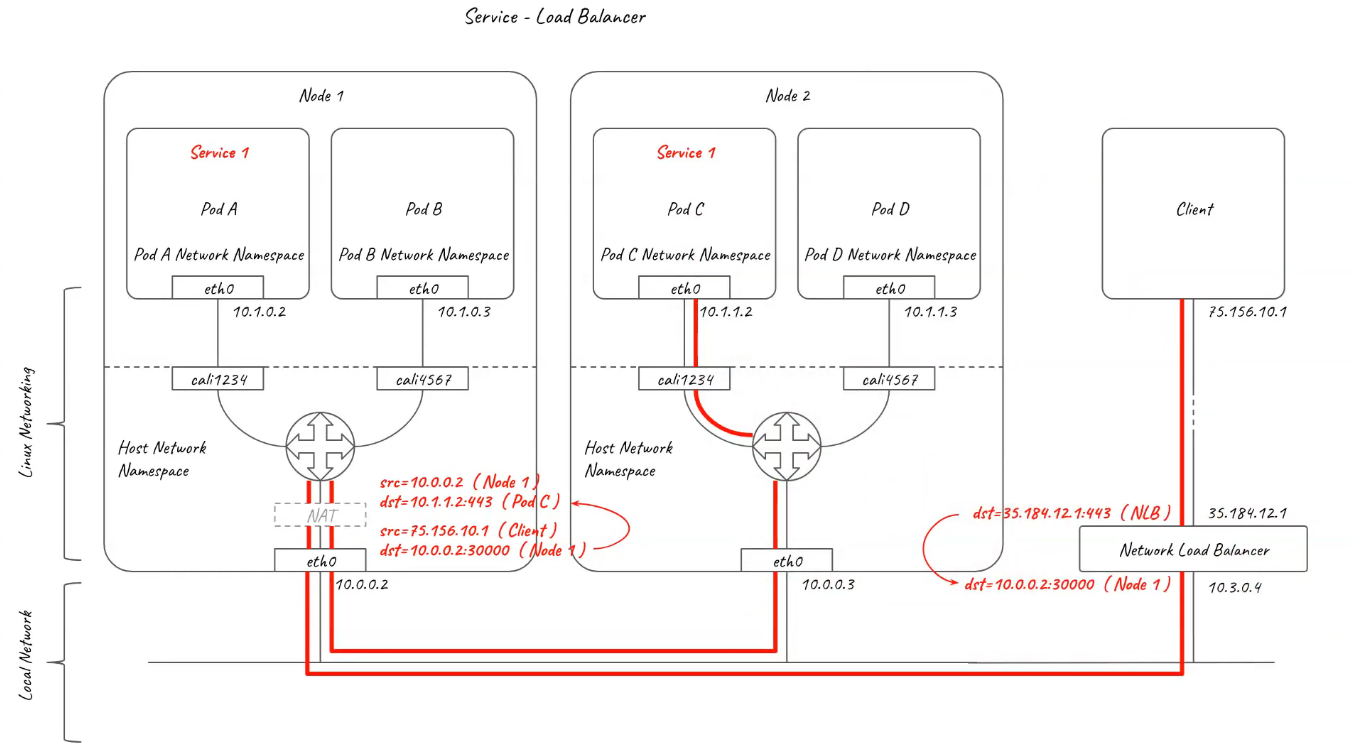 Service - Load Balancer
Node 1
Service 1
Pod A
Pod A Network Namespace
eth0
10.1.0.2
Pod B
Pod B Network Namespace
eth0
10.1.0.3
cali1234
cali4567
Host Network
Namespace
NAT
src=10.0.0.2 (Node 1)
dst=10.1.1.2:443 (Pod C)
src=75.156.10.1 (Client)
dst=10.0.0.2:30000 (Node 1)
eth0
10.0.0.2
Node 2
Service 1
Pod C
Pod C Network Namespace
eth0
10.1.1.2
Pod D
Pod D Network Namespace
eth0
10.1.1.3
cali1234
cali4567
Host Network
Namespace
eth0
10.0.0.3
Client
75.156.10.1
dst=35.184.12.1:443 (NLB)
35.184.12.1
Network Load Balancer
dst=10.0.0.2:30000 (Node 1)
10.3.0.4
Linux Networking
Local Network